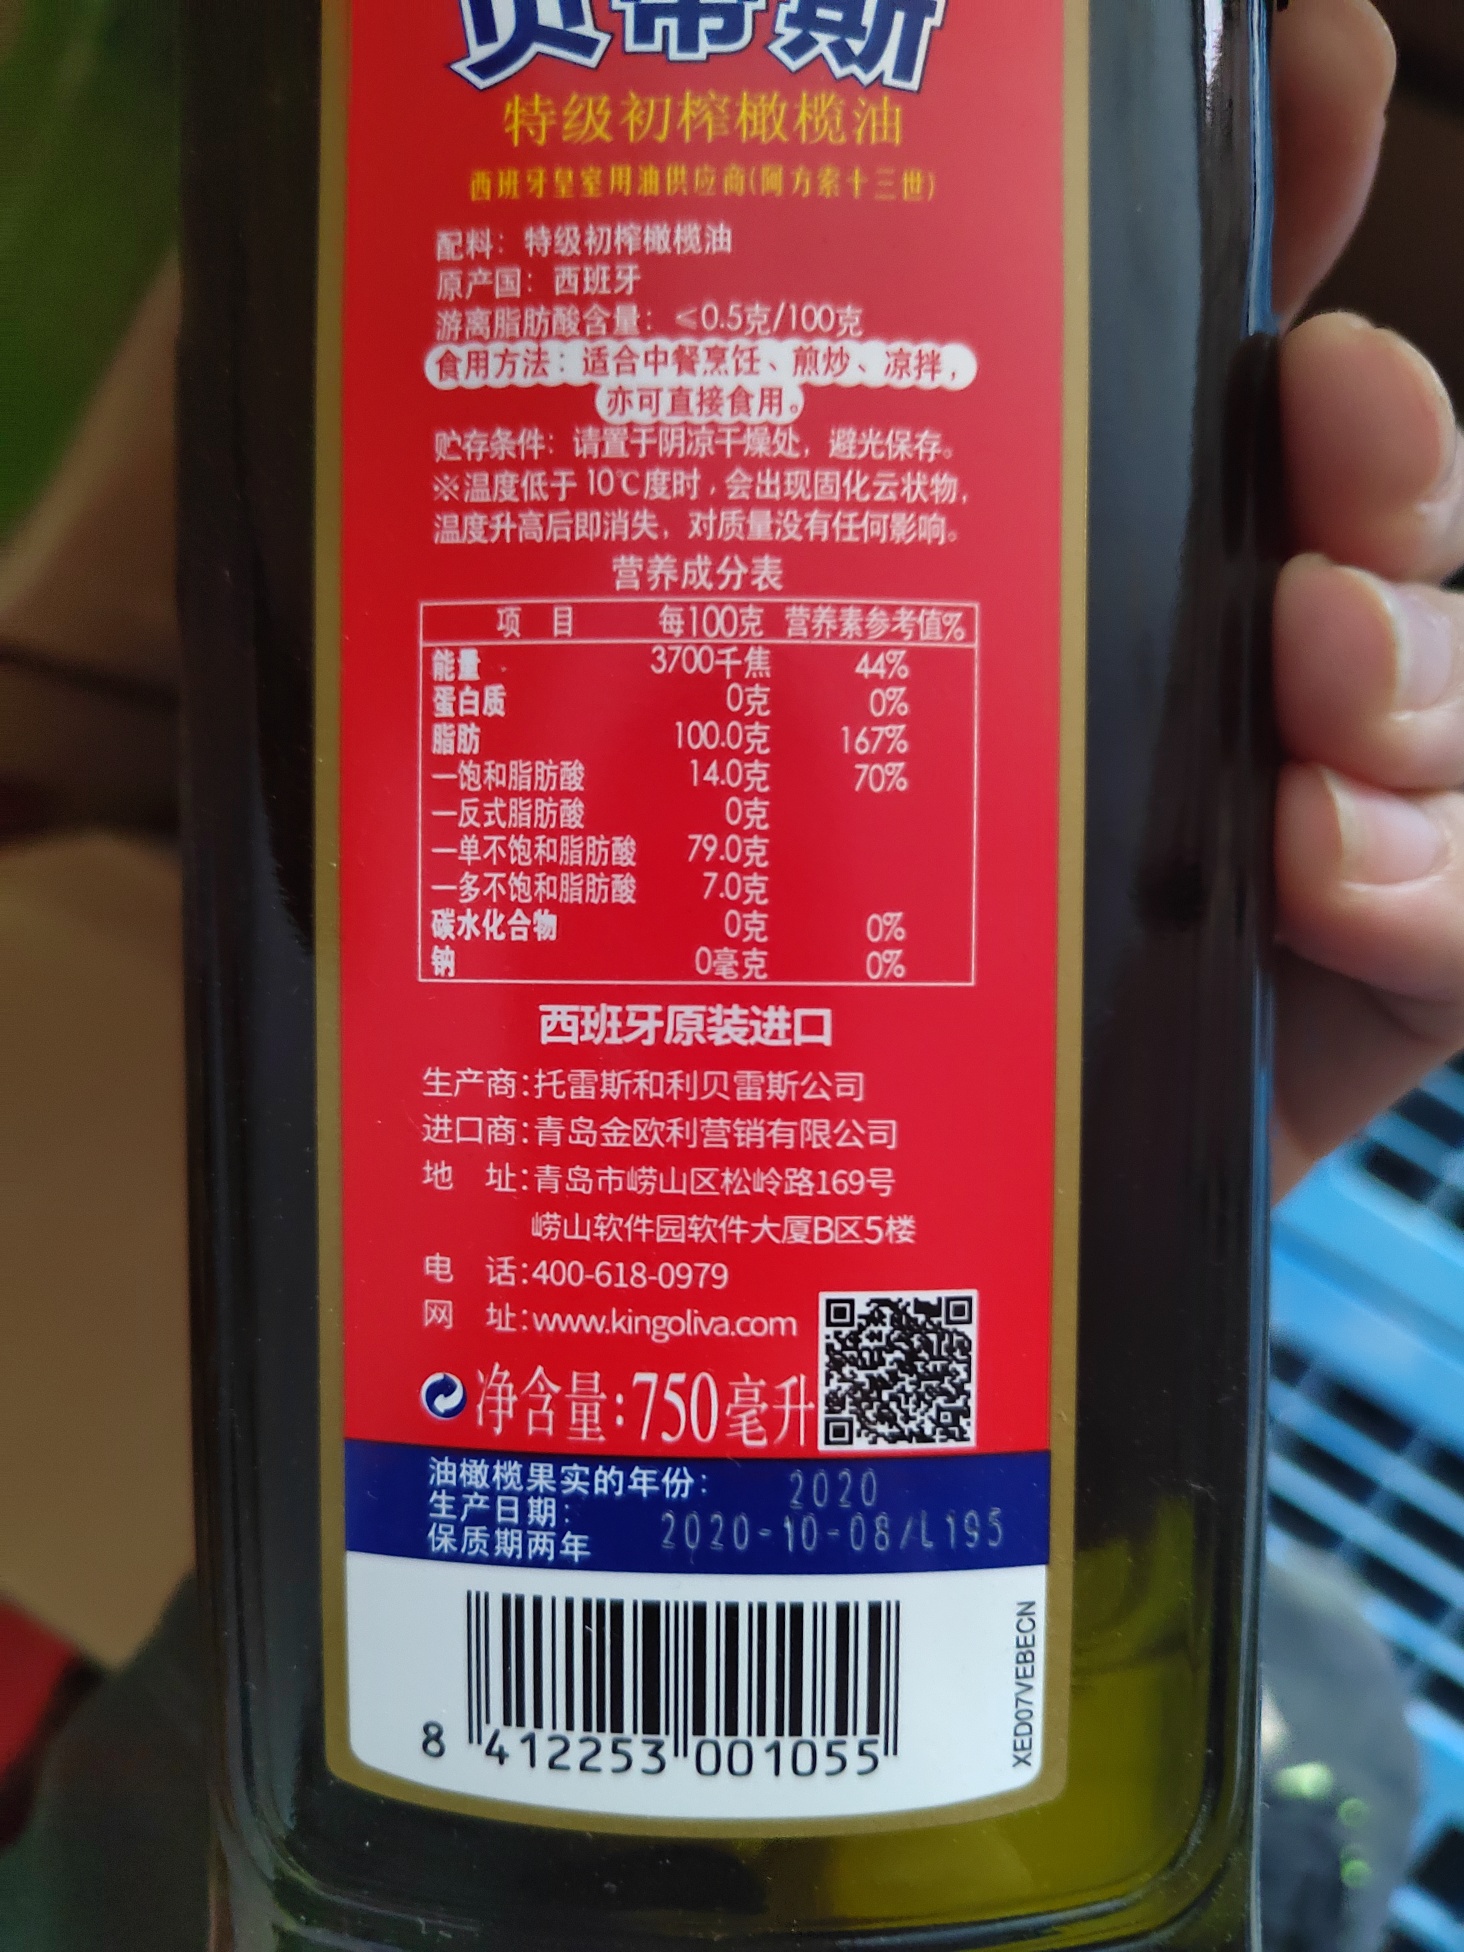 贝蒂斯
特级初榨橄榄油
西班牙皇室用油供应商(阿方索十三世)
配料：特级初榨橄榄油
原产国：西班牙
游离脂肪酸含量：≤0.5克/100克
食用方法：适合中餐烹饪、煎炒、凉拌，
亦可直接食用。
贮存条件：请置于阴凉干燥处，避光保存。
※温度低于10℃度时，会出现固化云状物，
温度升高后即消失，对质量没有任何影响。
营养成分表
项 目 每100克 营养素参考值%
能量 3700千焦 44%
蛋白质 0克 0%
脂肪 100.0克 167%
—饱和脂肪酸 14.0克 70%
—反式脂肪酸 0克
—单不饱和脂肪酸 79.0克
—多不饱和脂肪酸 7.0克
碳水化合物 0克 0%
钠 0毫克 0%
西班牙原装进口
生产商:托雷斯和利贝雷斯公司
进口商:青岛金欧利营销有限公司
地 址:青岛市崂山区松岭路169号
崂山软件园软件大厦B区5楼
电 话:400-618-0979
网 址:www.kingoliva.com
净含量:750毫升
油橄榄果实的年份: 2020
生产日期: 2020-10-08/L195
保质期两年
8 412253 001055
XED07VEBECN